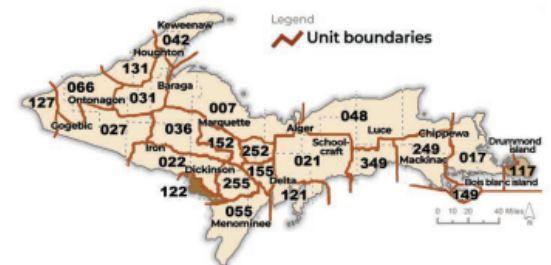 Keweenaw
042
Houghton
Legend
Unit boundaries
131
066
Baraga
Ontonagon
031
127
007
Marquette
048
Gogebic
027
036
Alger
Luce
Chippewa
Iron
152
252
School-
craft
249
Mackinac
017
Drummond
island
022
021
349
117
Dickinson
155
Delta
Bois blanc island
122
255
121
149
055
Menominee
0 10 20 40 Miles
N